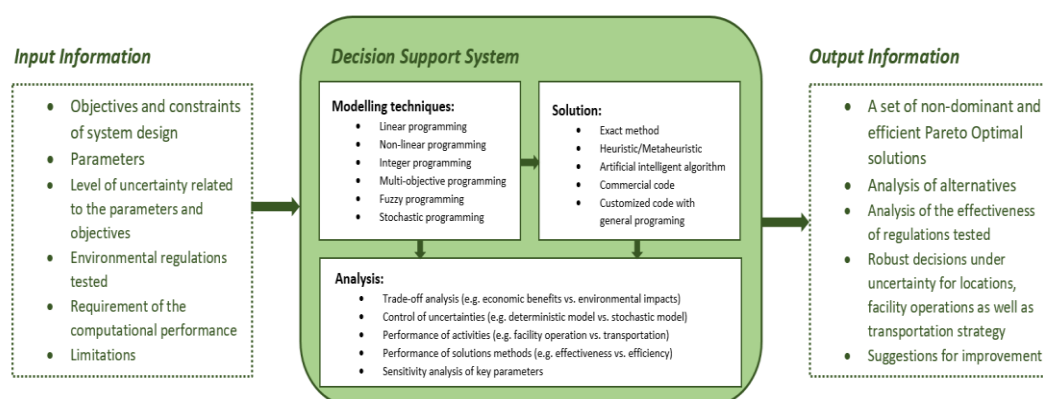 Input Information
• Objectives and constraints
of system design
• Parameters
• Level of uncertainty related
to the parameters and
objectives
• Environmental regulations
tested
• Requirement of the
computational performance
• Limitations
Decision Support System
Modelling techniques:
• Linear programming
• Non-linear programming
• Integer programming
• Multi-objective programming
• Fuzzy programming
• Stochastic programming
Solution:
• Exact method
• Heuristic/Metaheuristic
• Artificial intelligent algorithm
• Commercial code
• Customized code with
general programing
Analysis:
• Trade-off analysis (e.g. economic benefits vs. environmental impacts)
• Control of uncertainties (e.g. deterministic model vs. stochastic model)
• Performance of activities (e.g. facility operation vs. transportation)
• Performance of solutions methods (e.g. effectiveness vs. efficiency)
• Sensitivity analysis of key parameters
Output Information
• A set of non-dominant and
efficient Pareto Optimal
solutions
• Analysis of alternatives
• Analysis of the effectiveness
of regulations tested
• Robust decisions under
uncertainty for locations,
facility operations as well as
transportation strategy
• Suggestions for improvement